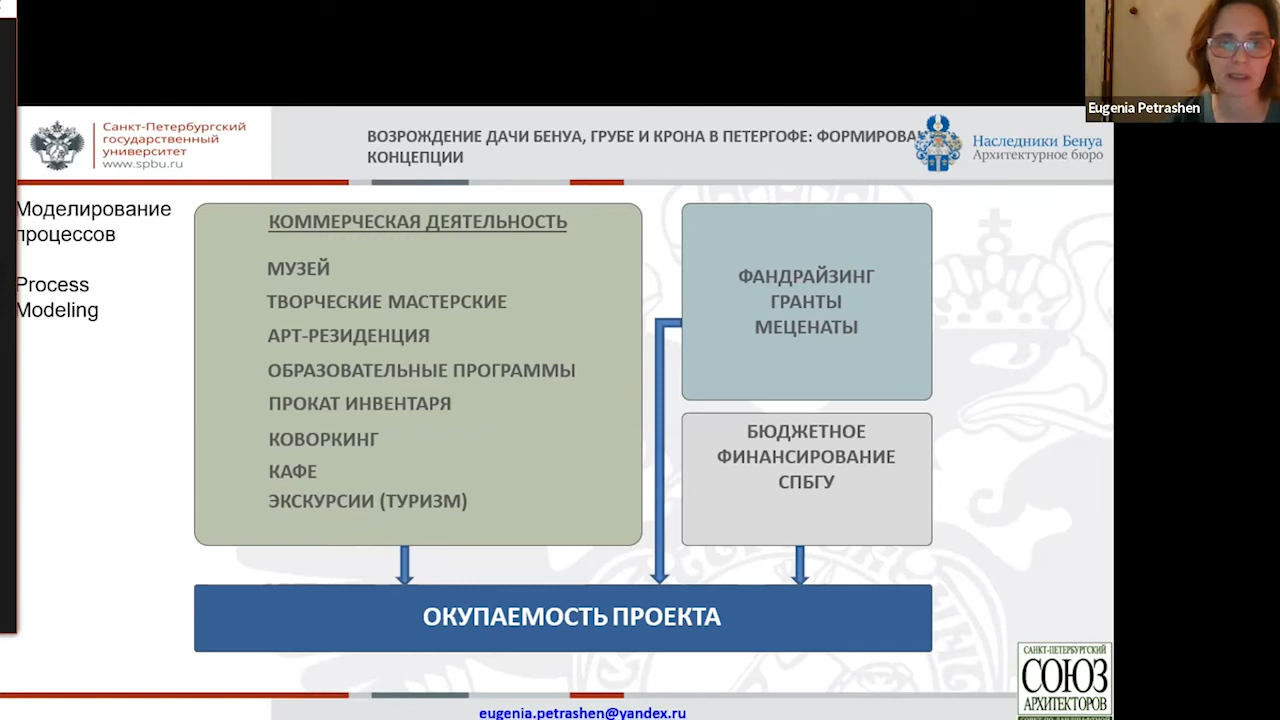 Eugenia Petrashen
Санкт-Петербургский
государственный
университет
www.spbu.ru
ВОЗРОЖДЕНИЕ ДАЧИ БЕНУА, ГРУБЕ И КРОНА В ПЕТЕРГОФЕ:
КОНЦЕПЦИИ
Наследники Бенуа
Архитектурное бюро
Моделирование
процессов
Process
Modeling
КОММЕРЧЕСКАЯ ДЕЯТЕЛЬНОСТЬ
МУЗЕЙ
ТВОРЧЕСКИЕ МАСТЕРСКИЕ
АРТ-РЕЗИДЕНЦИЯ
ОБРАЗОВАТЕЛЬНЫЕ ПРОГРАММЫ
ПРОКАТ ИНВЕНТАРЯ
КОВОРКИНГ
КАФЕ
ЭКСКУРСИИ (ТУРИЗМ)
ФАНДРАЙЗИНГ
ГРАНТЫ
МЕЦЕНАТЫ
БЮДЖЕТНОЕ
ФИНАНСИРОВАНИЕ
СПБГУ
ОКУПАЕМОСТЬ ПРОЕКТА
САНКТ-ПЕТЕРБУРГСКИЙ
СОЮЗ
АРХИТЕКТОРОВ
eugenia.petrashen@yandex.ru